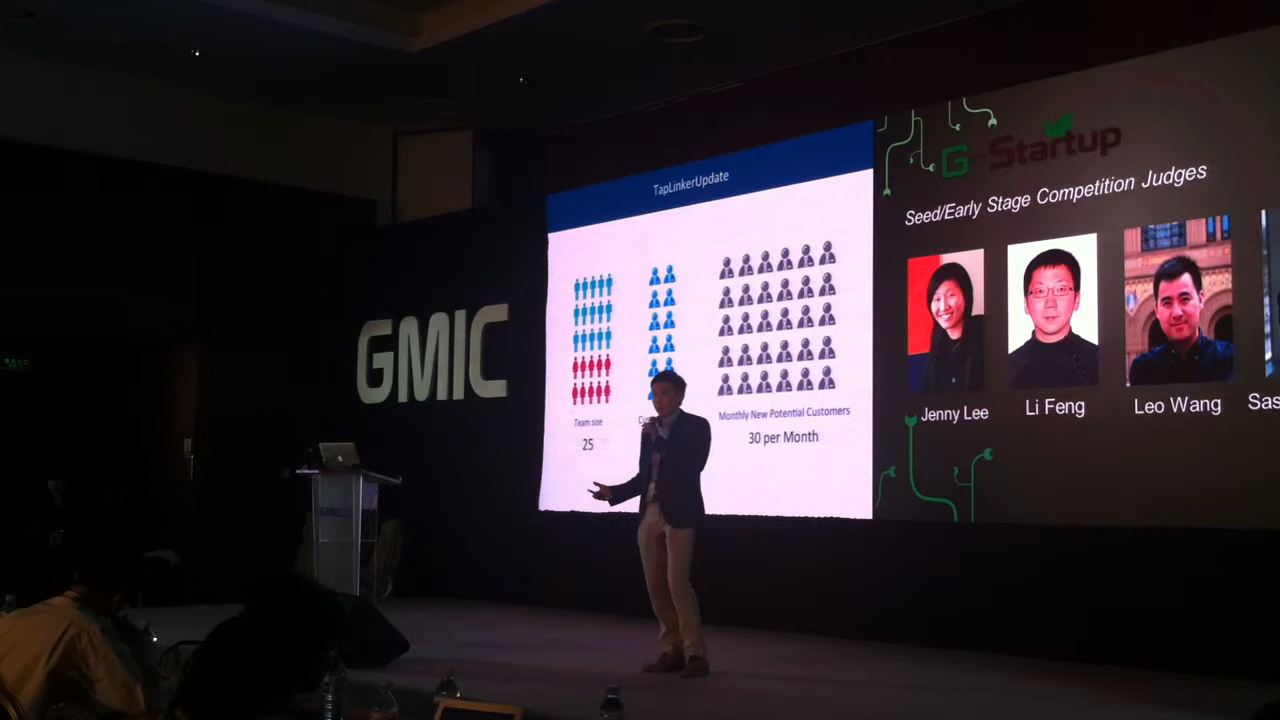 GMIC
TapLinkerUpdate
Team size
25
Monthly New Potential Customers
30 per Month
G-Startup
Seed/Early Stage Competition Judges
Jenny Lee
Li Feng
Leo Wang
Sas